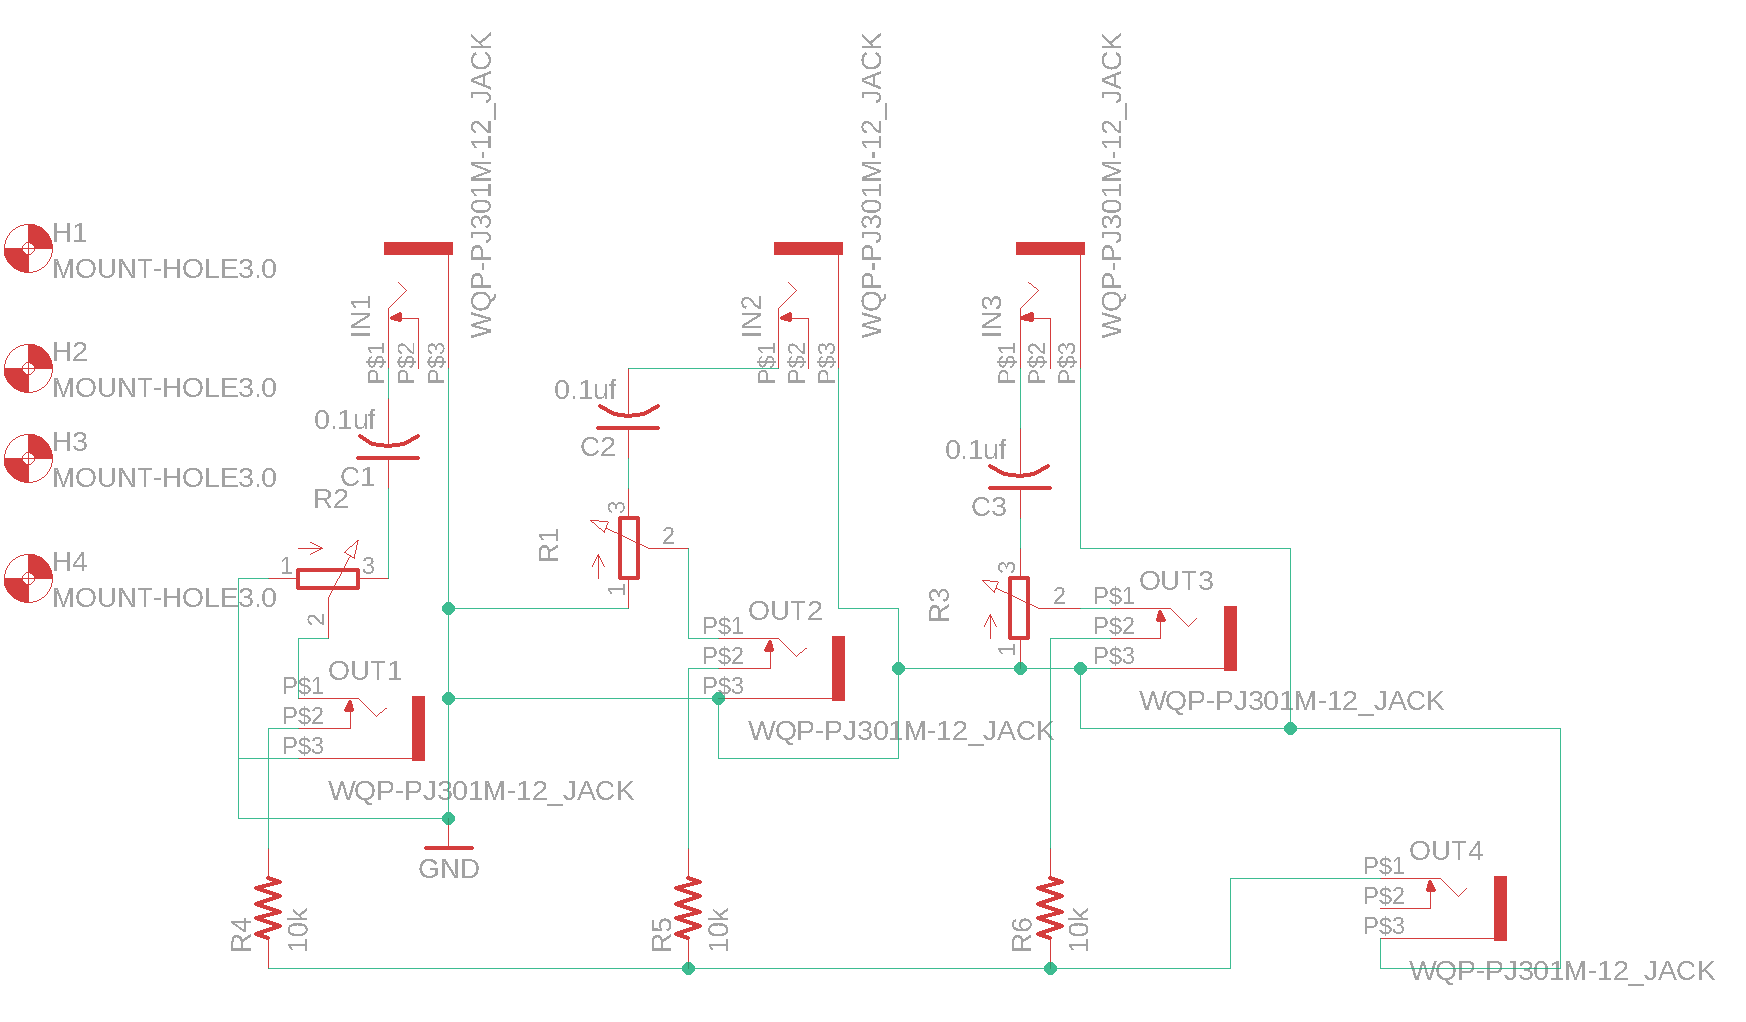 WQP-PJ301M-12_JACK
WQP-PJ301M-12_JACK
WQP-PJ301M-12_JACK
H1
MOUNT-HOLE3.0
IN1
IN2
IN3
P$1
P$2
P$3
P$1
P$2
P$3
P$1
P$2
P$3
H2
MOUNT-HOLE3.0
0.1uf
C1
0.1uf
C2
0.1uf
C3
H3
MOUNT-HOLE3.0
R2
1
3
2
R1
3
2
1
R3
3
2
1
H4
MOUNT-HOLE3.0
OUT3
P$1
P$2
P$3
WQP-PJ301M-12_JACK
OUT2
P$1
P$2
P$3
WQP-PJ301M-12_JACK
OUT1
P$1
P$2
P$3
WQP-PJ301M-12_JACK
GND
R4
10k
R5
10k
R6
10k
OUT4
P$1
P$2
P$3
WQP-PJ301M-12_JACK